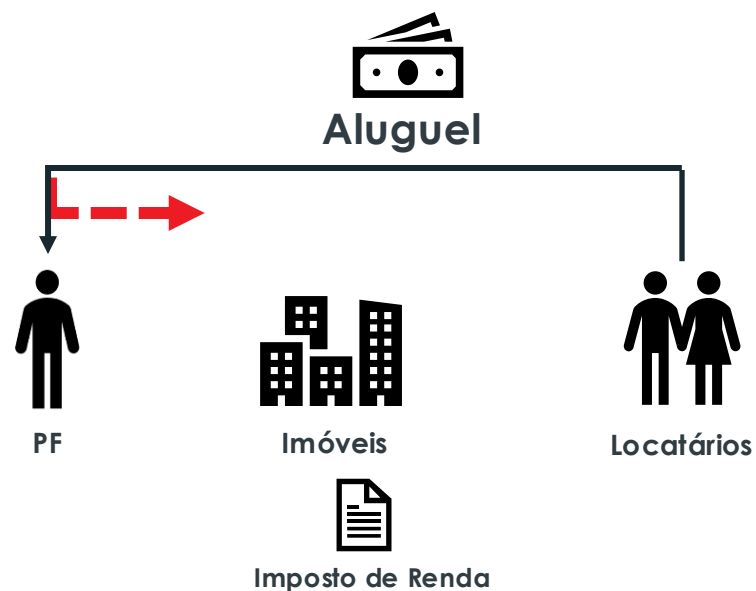 Aluguel
PF
Imóveis
Locatários
Imposto de Renda